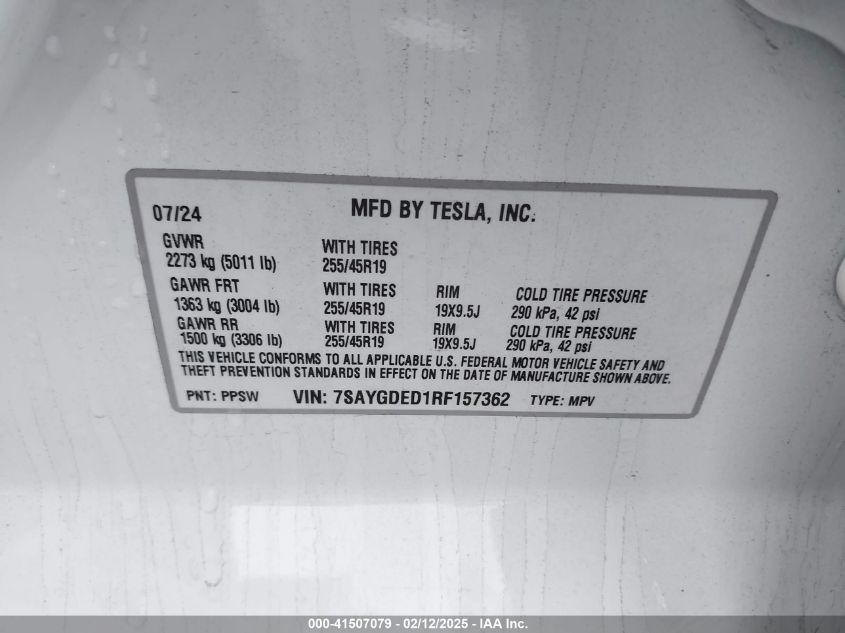 07/24 MFD BY TESLA, INC.
GVWR
2273 kg (5011 lb) WITH TIRES 255/45R19
GAWR FRT WITH TIRES RIM COLD TIRE PRESSURE
1363 kg (3004 lb) 255/45R19 19X9.5J 290 kPa, 42 psi
GAWR RR WITH TIRES RIM COLD TIRE PRESSURE
1500 kg (3306 lb) 255/45R19 19X9.5J 290 kPa, 42 psi
THIS VEHICLE CONFORMS TO ALL APPLICABLE U.S. FEDERAL MOTOR VEHICLE SAFETY AND
THEFT PREVENTION STANDARDS IN EFFECT ON THE DATE OF MANUFACTURE SHOWN ABOVE.
PNT: PPSW VIN: 7SAYGDED1RF157362 TYPE: MPV
000-41507079 - 02/12/2025 - IAA Inc.